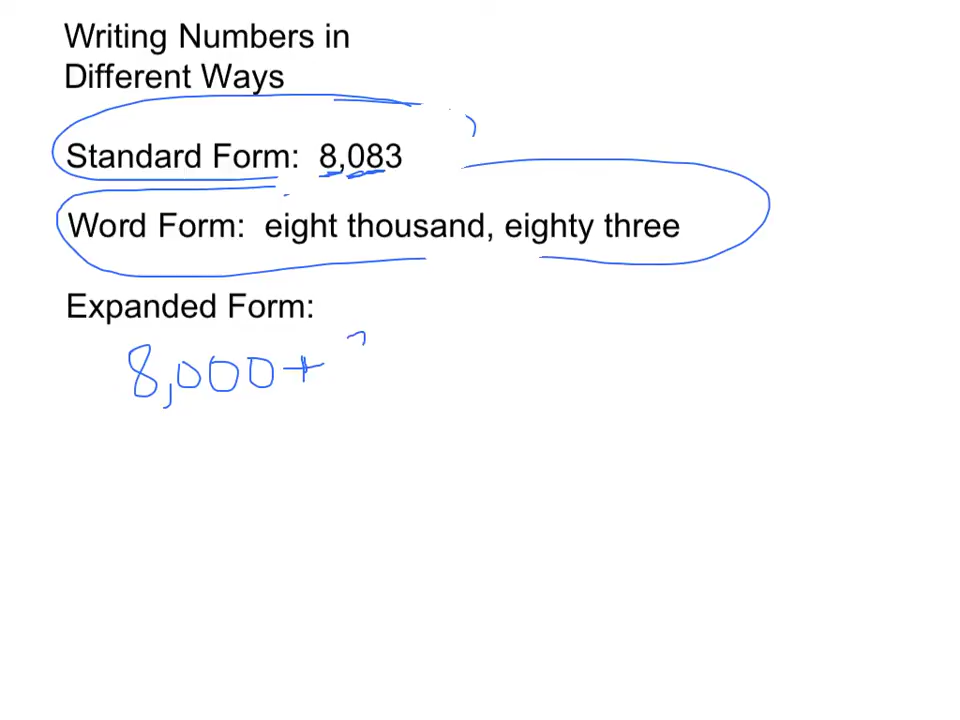 Writing Numbers in
Different Ways
Standard Form: 8,083
Word Form: eight thousand, eighty three
Expanded Form:
8,000+